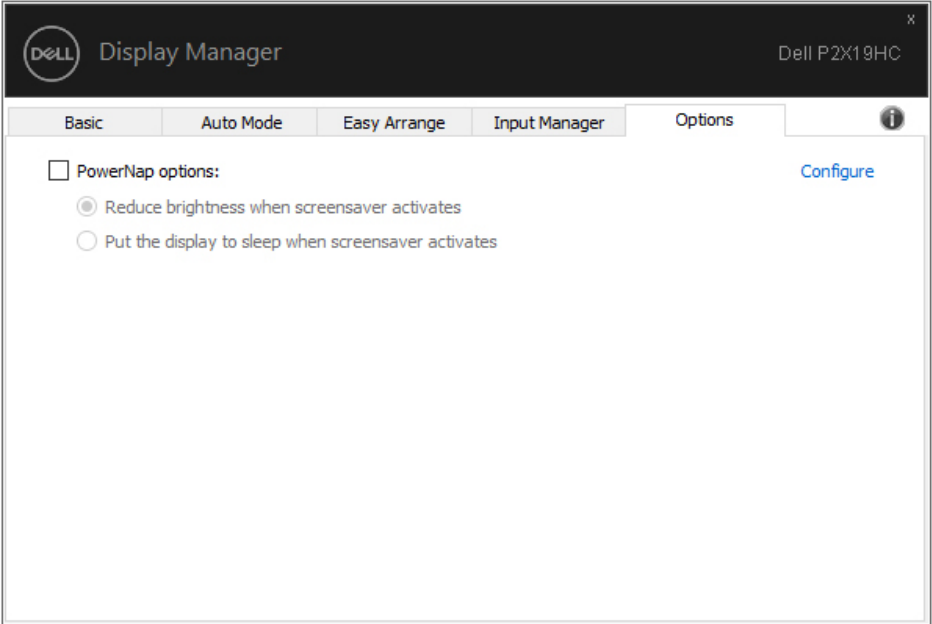 x
DELL Display Manager
Dell P2X19HC
Basic Auto Mode Easy Arrange Input Manager Options i
PowerNap options: Configure
Reduce brightness when screensaver activates
Put the display to sleep when screensaver activates